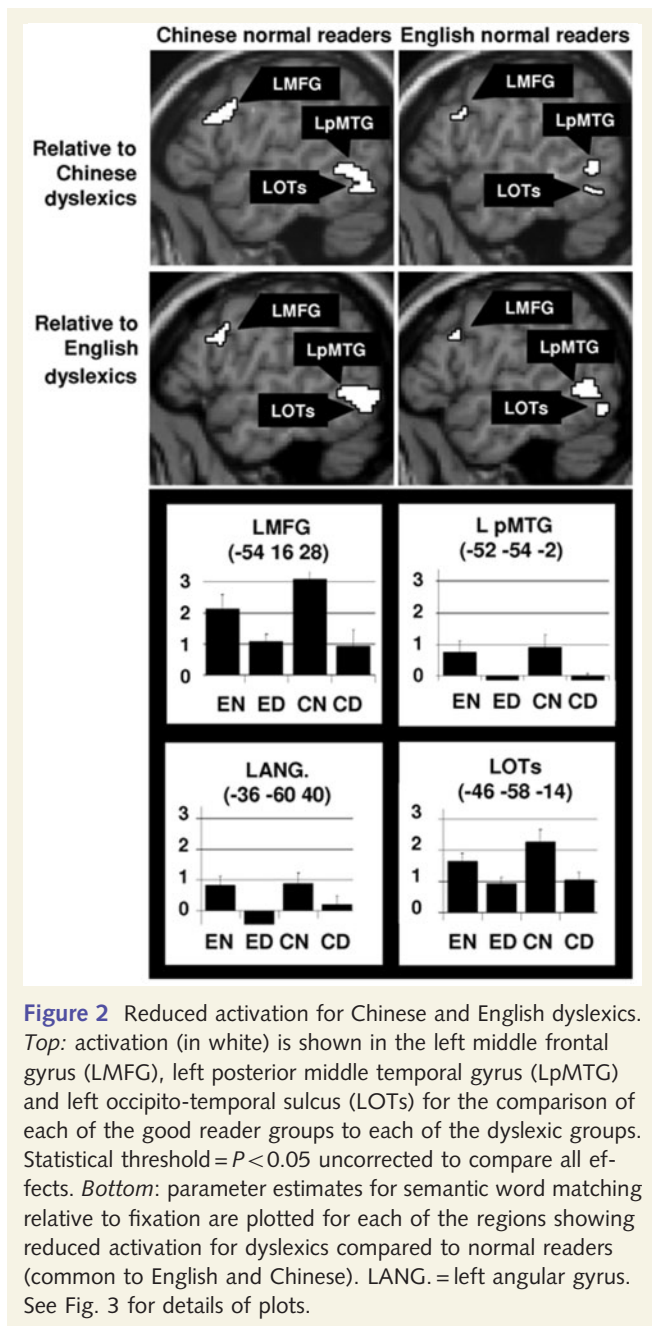 Chinese normal readers English normal readers
Relative to
Chinese
dyslexics
LMFG
LpMTG
LOTs
LMFG
LpMTG
LOTs
Relative to
English
dyslexics
LMFG
LpMTG
LOTs
LMFG
LpMTG
LOTs
LMFG
(-54 16 28)
3
2
1
0
EN ED CN CD
L pMTG
(-52 -54 -2)
3
2
1
0
EN ED CN CD
LANG.
(-36 -60 40)
3
2
1
0
EN ED CN CD
LOTs
(-46 -58 -14)
3
2
1
0
EN ED CN CD
Figure 2 Reduced activation for Chinese and English dyslexics.
Top: activation (in white) is shown in the left middle frontal
gyrus (LMFG), left posterior middle temporal gyrus (LpMTG)
and left occipito-temporal sulcus (LOTs) for the comparison of
each of the good reader groups to each of the dyslexic groups.
Statistical threshold = P < 0.05 uncorrected to compare all ef-
fects. Bottom: parameter estimates for semantic word matching
relative to fixation are plotted for each of the regions showing
reduced activation for dyslexics compared to normal readers
(common to English and Chinese). LANG. = left angular gyrus.
See Fig. 3 for details of plots.